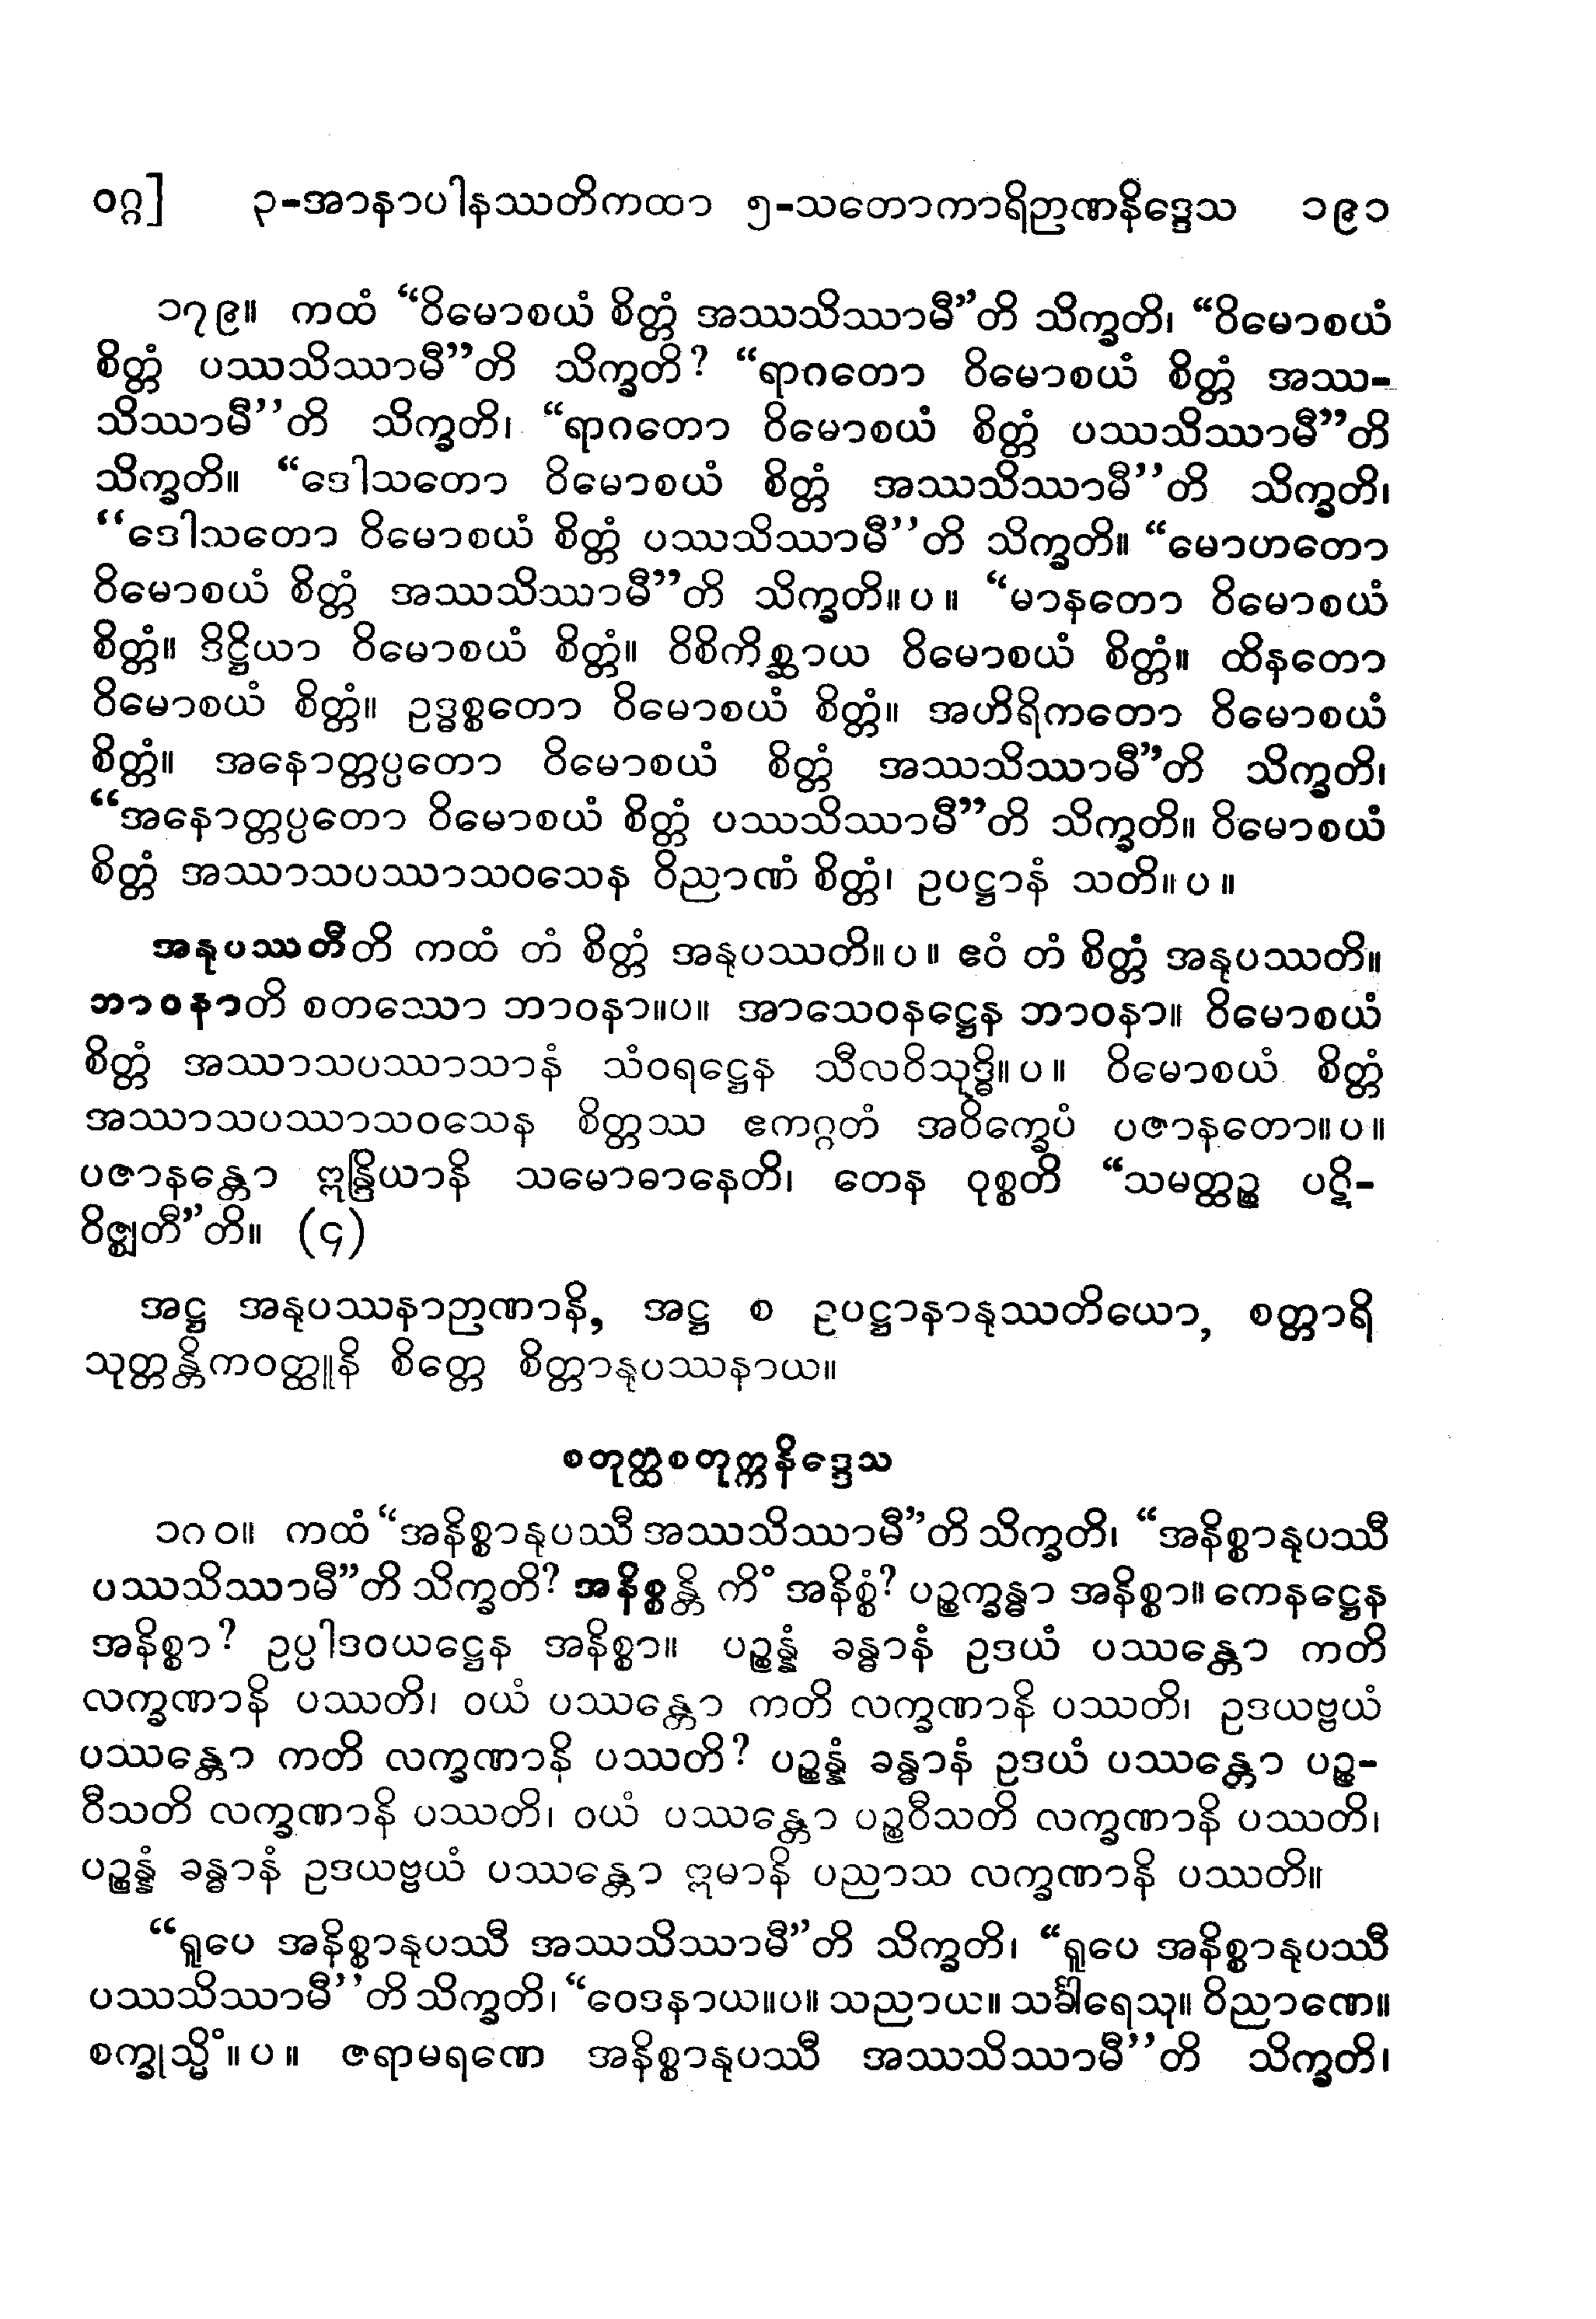 ဝဂ္ဂ] ၃-အာနာပါနဿတိကထာ ၅-သတောကာရိဉာဏနိဒ္ဒေသ ၁၉၁
၁၇၉။ ကထံ “ဝိမောစယံ စိတ္တံ အဿသိဿာမီ”တိ သိက္ခတိ၊ “ဝိမောစယံ
စိတ္တံ ပဿသိဿာမီ”တိ သိက္ခတိ? “ရာဂတော ဝိမောစယံ စိတ္တံ အဿ-
သိဿာမီ’’တိ သိက္ခတိ၊ “ရာဂတော ဝိမောစယံ စိတ္တံ ပဿသိဿာမီ”တိ
သိက္ခတိ။ “ဒေါသတော ဝိမောစယံ စိတ္တံ အဿသိဿာမီ’’တိ သိက္ခတိ၊
‘‘ဒေါသတော ဝိမောစယံ စိတ္တံ ပဿသိဿာမီ’’တိ သိက္ခတိ။ “မောဟတော
ဝိမောစယံ စိတ္တံ အဿသိဿာမီ”တိ သိက္ခတိ။ပ။ “မာနတော ဝိမောစယံ
စိတ္တံ။ ဒိဋ္ဌိယာ ဝိမောစယံ စိတ္တံ။ ဝိစိကိစ္ဆာယ ဝိမောစယံ စိတ္တံ။ ထိနတော
ဝိမောစယံ စိတ္တံ။ ဥဒ္ဓစ္စတော ဝိမောစယံ စိတ္တံ။ အဟိရိကတော ဝိမောစယံ
စိတ္တံ။ အနောတ္တပ္ပတော ဝိမောစယံ စိတ္တံ အဿသိဿာမီ”တိ သိက္ခတိ၊
‘‘အနောတ္တပ္ပတော ဝိမောစယံ စိတ္တံ ပဿသိဿာမီ”တိ သိက္ခတိ။ ဝိမောစယံ
စိတ္တံ အဿာသပဿာသဝသေန ဝိညာဏံ စိတ္တံ၊ ဥပဋ္ဌာနံ သတိ။ပ။
အနုပဿတီတိ ကထံ တံ စိတ္တံ အနုပဿတိ။ပ။ ဧဝံ တံ စိတ္တံ အနုပဿတိ။
ဘာဝနာတိ စတဿော ဘာဝနာ။ပ။ အာသေဝနဋ္ဌေန ဘာဝနာ။ ဝိမောစယံ
စိတ္တံ အဿာသပဿာသာနံ သံဝရဋ္ဌေန သီလဝိသုဒ္ဓိ။ပ။ ဝိမောစယံ စိတ္တံ
အဿာသပဿာသဝသေန စိတ္တဿ ဧကဂ္ဂတံ အဝိက္ခေပံ ပဇာနတော။ပ။
ပဇာနန္တော ဣန္ဒြိယာနိ သမောဓာနေတိ၊ တေန ဝုစ္စတိ “သမတ္ထဉ္စ ပဋိ-
ဝိဇ္ဈတီ”တိ။ (၄)
အဋ္ဌ အနုပဿနာဉာဏာနိ, အဋ္ဌ စ ဥပဋ္ဌာနာနုဿတိယော, စတ္တာရိ
သုတ္တန္တိကဝတ္ထူနိ စိတ္တေ စိတ္တာနုပဿနာယ။
စတုတ္ထစတုက္ကနိဒ္ဒေသ
၁၈၀။ ကထံ “အနိစ္စာနုပဿီ အဿသိဿာမီ”တိ သိက္ခတိ၊ “အနိစ္စာနုပဿီ
ပဿသိဿာမီ”တိ သိက္ခတိ? အနိစ္စန္တိ ကိံ အနိစ္စံ? ပဉ္စက္ခန္ဓာ အနိစ္စာ။ ကေနဋ္ဌေန
အနိစ္စာ? ဥပ္ပါဒဝယဋ္ဌေန အနိစ္စာ။ ပဉ္စန္နံ ခန္ဓာနံ ဥဒယံ ပဿန္တော ကတိ
လက္ခဏာနိ ပဿတိ၊ ဝယံ ပဿန္တော ကတိ လက္ခဏာနိ ပဿတိ၊ ဥဒယဗ္ဗယံ
ပဿန္တော ကတိ လက္ခဏာနိ ပဿတိ? ပဉ္စန္နံ ခန္ဓာနံ ဥဒယံ ပဿန္တော ပဉ္စ-
ဝီသတိ လက္ခဏာနိ ပဿတိ၊ ဝယံ ပဿန္တော ပဉ္စဝီသတိ လက္ခဏာနိ ပဿတိ၊
ပဉ္စန္နံ ခန္ဓာနံ ဥဒယဗ္ဗယံ ပဿန္တော ဣမာနိ ပညာသ လက္ခဏာနိ ပဿတိ။
“ရူပေ အနိစ္စာနုပဿီ အဿသိဿာမီ”တိ သိက္ခတိ၊ “ရူပေ အနိစ္စာနုပဿီ
ပဿသိဿာမီ’’တိ သိက္ခတိ၊ “ဝေဒနာယ။ပ။ သညာယ။ သင်္ခါရေသု။ ဝိညာဏေ။
စက္ခုသ္မိံ။ပ။ ဇရာမရဏေ အနိစ္စာနုပဿီ အဿသိဿာမီ’’တိ သိက္ခတိ၊